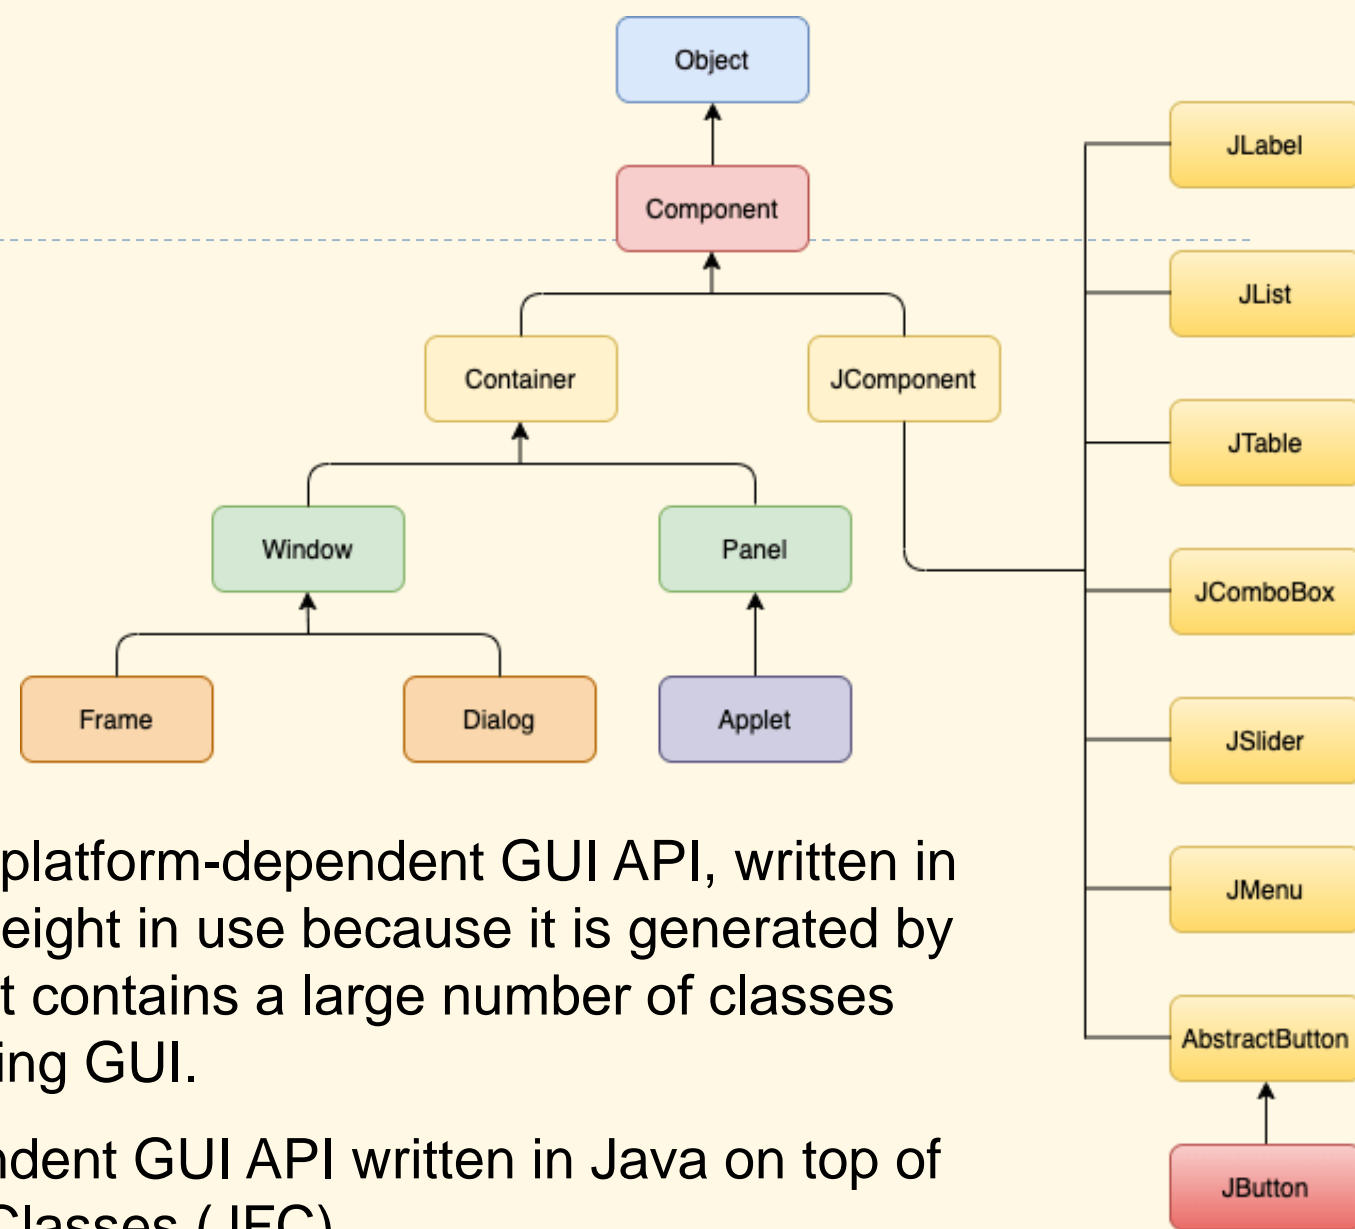 Object
Component
Container
JComponent
Window
Panel
Frame
Dialog
Applet
JLabel
JList
JTable
JComboBox
JSlider
JMenu
AbstractButton
JButton
platform-dependent GUI API, written in
eight in use because it is generated by
t contains a large number of classes
ing GUI.
ndent GUI API written in Java on top of
Classes (JFC)